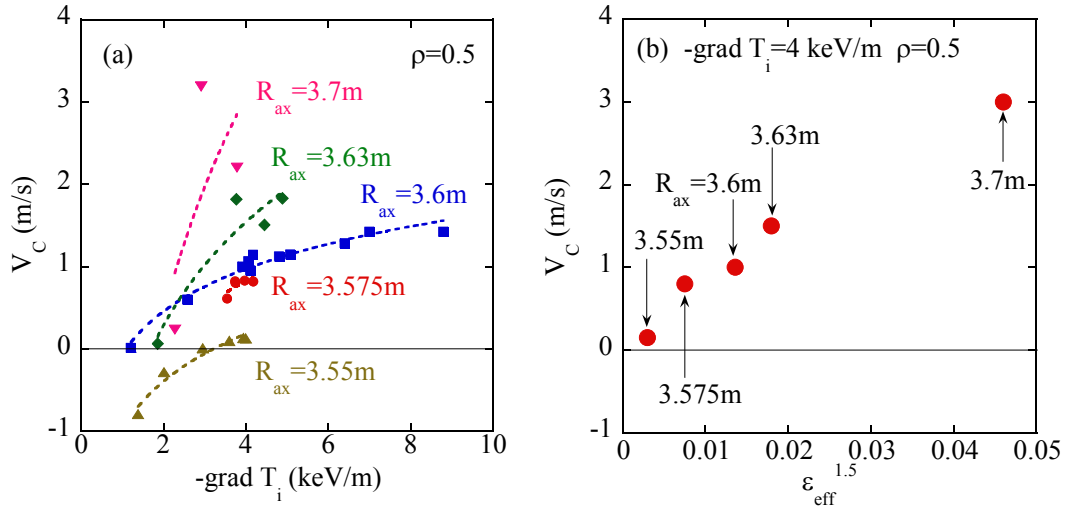 (a)
ρ=0.5
R_ax=3.7m
R_ax=3.63m
R_ax=3.6m
R_ax=3.575m
R_ax=3.55m
V_C (m/s)
4
3
2
1
0
-1
0 2 4 6 8 10
-grad T_i (keV/m)
(b) -grad T_i=4 keV/m ρ=0.5
3.63m
R_ax=3.6m
3.55m
3.7m
3.575m
V_C (m/s)
4
3
2
1
0
-1
0 0.01 0.02 0.03 0.04 0.05
ε_eff^1.5